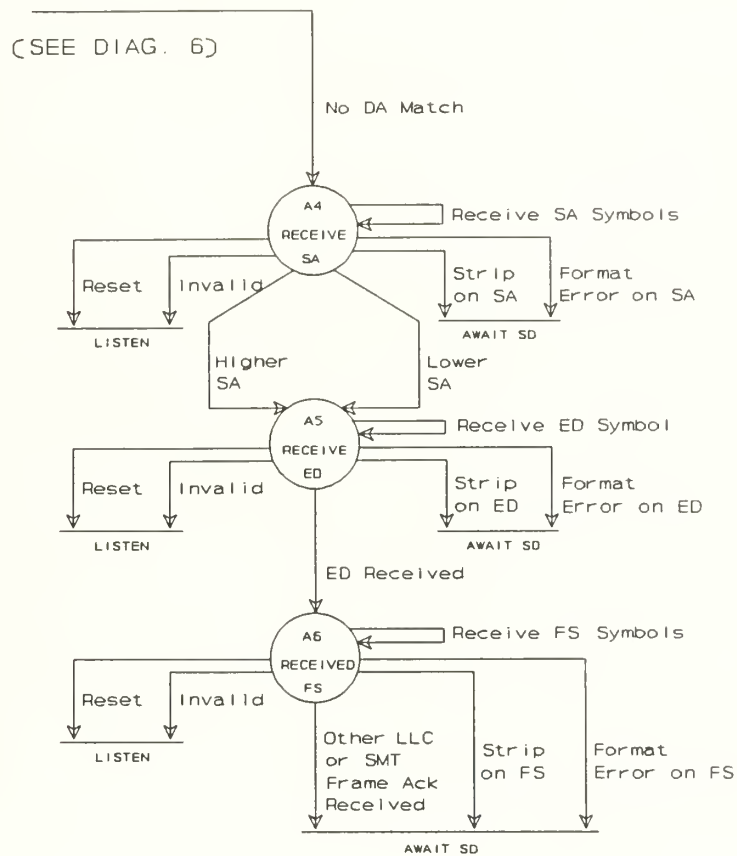 (SEE DIAG. 6)
No DA Match
A4
RECEIVE
SA
Receive SA Symbols
Reset
Invalid
Strip
on SA
Format
Error on SA
LISTEN
AWAIT SD
Higher
SA
Lower
SA
A5
RECEIVE
ED
Receive ED Symbol
Reset
Invalid
Strip
on ED
Format
Error on ED
LISTEN
AWAIT SD
ED Received
A6
RECEIVED
FS
Receive FS Symbols
Reset
Invalid
LISTEN
Other LLC
or SMT
Frame Ack
Received
Strip
on FS
Format
Error on FS
AWAIT SD